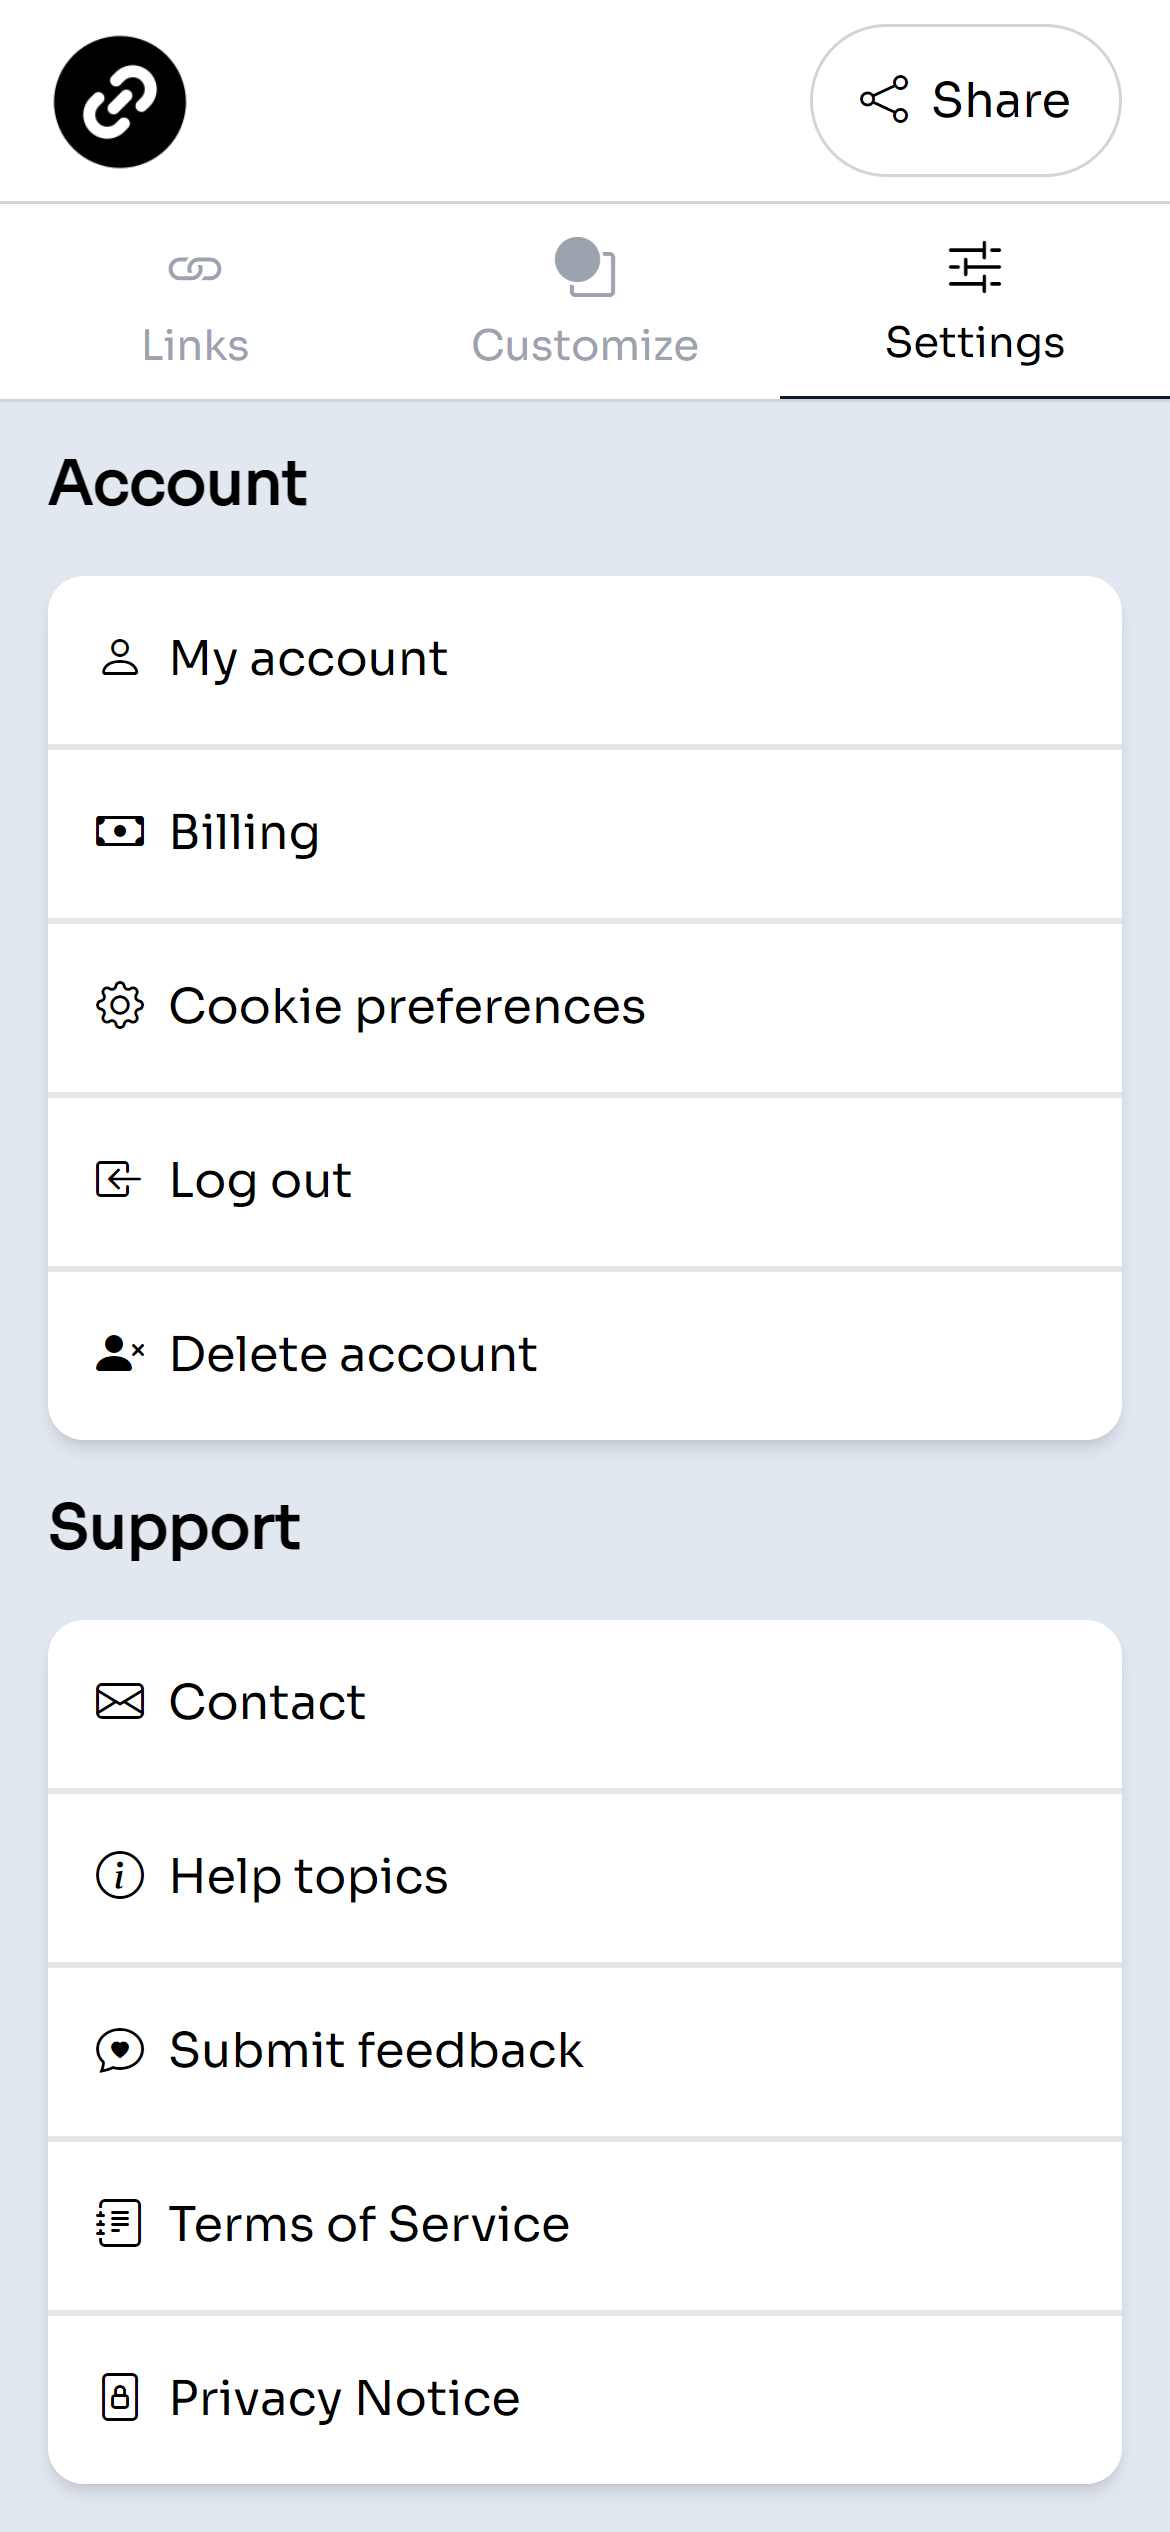 Share
Links
Customize
Settings
Account
My account
Billing
Cookie preferences
Log out
Delete account
Support
Contact
Help topics
Submit feedback
Terms of Service
Privacy Notice